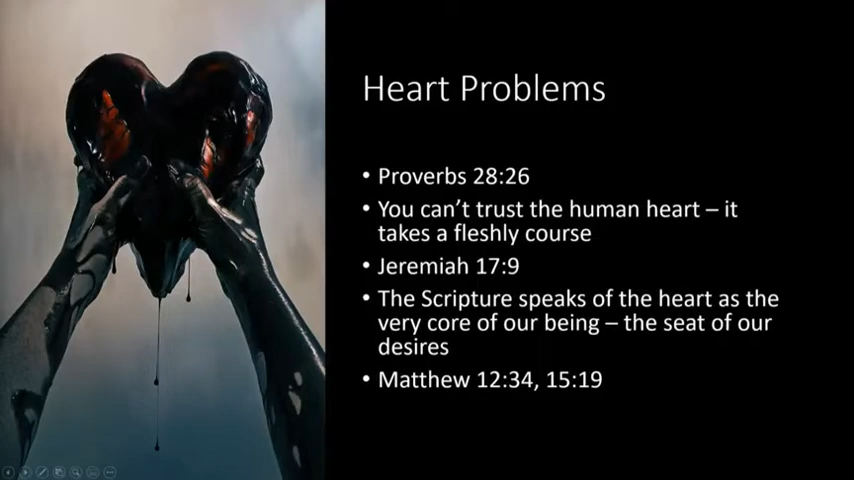 Heart Problems
• Proverbs 28:26
• You can’t trust the human heart – it
takes a fleshly course
• Jeremiah 17:9
• The Scripture speaks of the heart as the
very core of our being – the seat of our
desires
• Matthew 12:34, 15:19